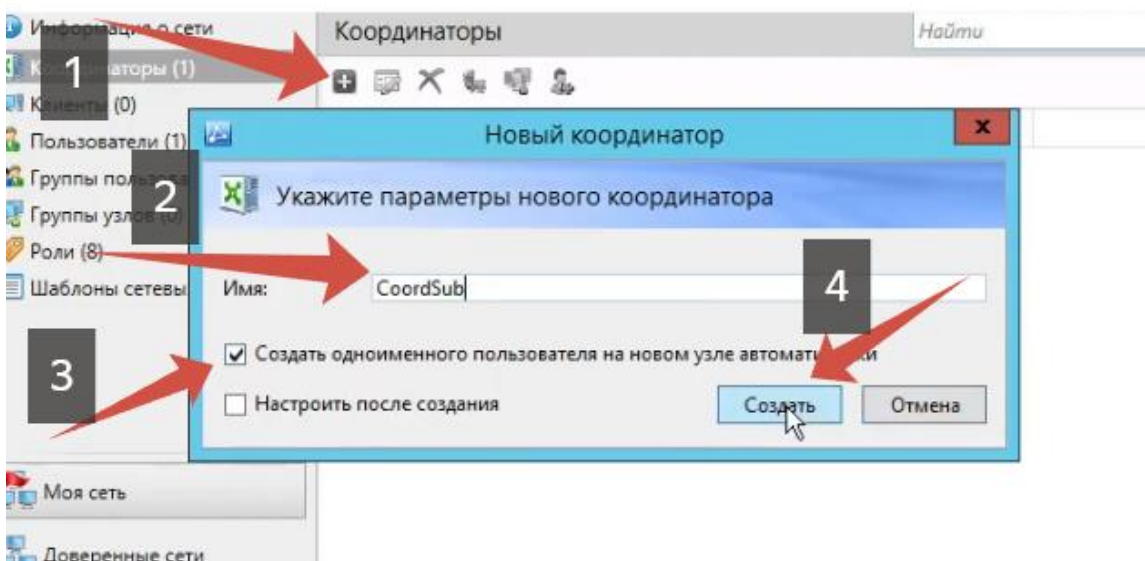 Информация о сети
Координаторы
Найти
1
Координаторы (1)
Клиенты (0)
Пользователи (1)
Новый координатор
x
Группы
2
Укажите параметры нового координатора
Группы узлов (0)
Роли (8)
Шаблоны
Имя:
CoordSub
4
3
Создать одноименного пользователя на новом узле автоматически
Настроить после создания
Создать
Отмена
Моя сеть
Доверенные сети